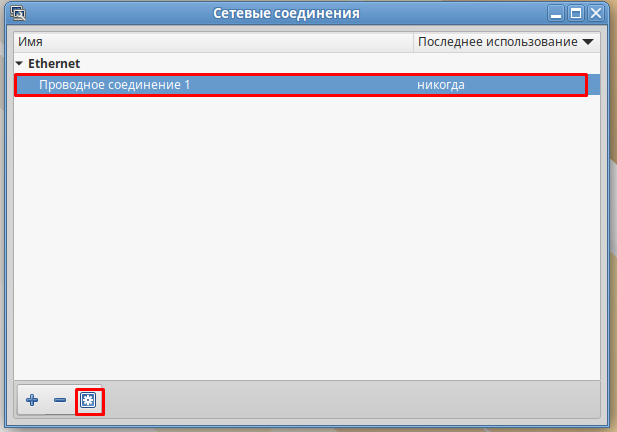 Сетевые соединения
Имя Последнее использование
Ethernet
Проводное соединение 1 никогда